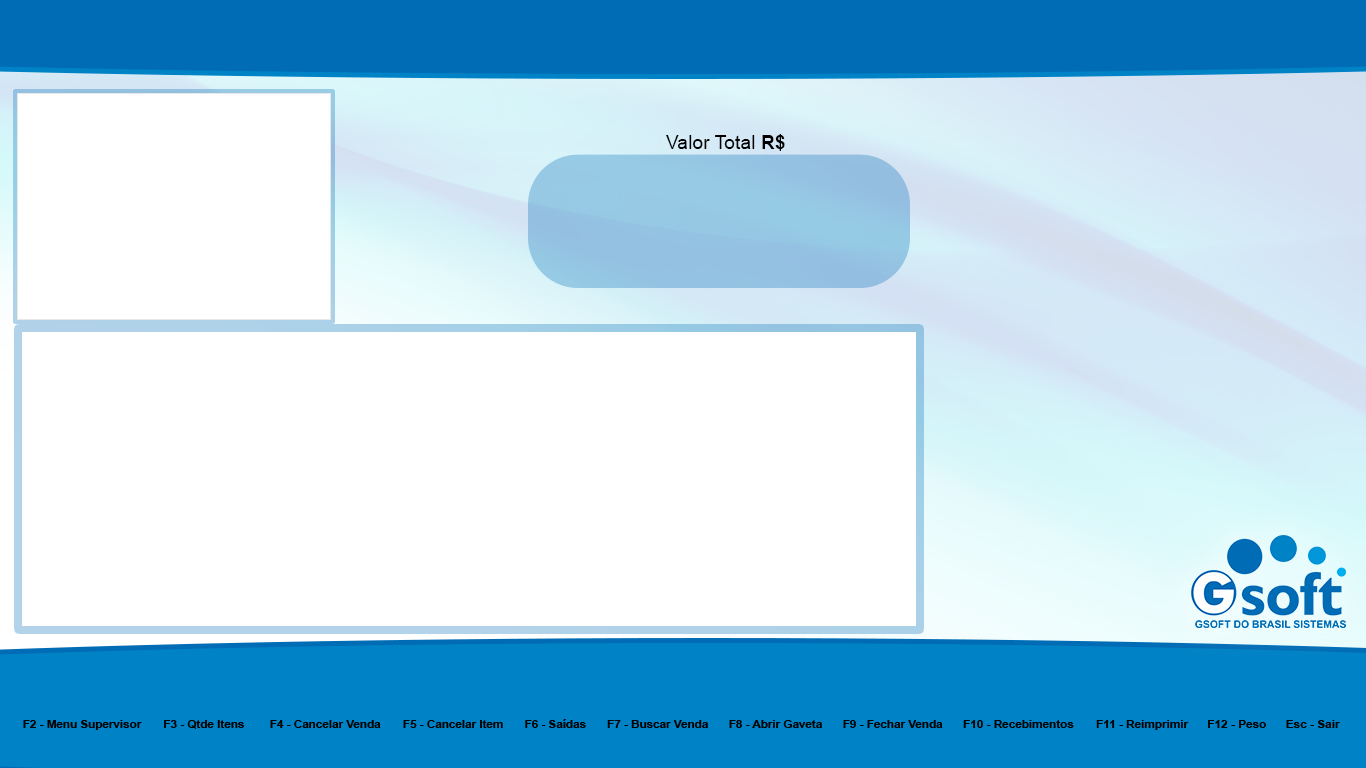 Valor Total R$
Gsoft
GSOFT DO BRASIL SISTEMAS
F2 - Menu Supervisor F3 - Qtde Itens F4 - Cancelar Venda F5 - Cancelar Item F6 - Saídas F7 - Buscar Venda F8 - Abrir Gaveta F9 - Fechar Venda F10 - Recebimentos F11 - Reimprimir F12 - Peso Esc - Sair